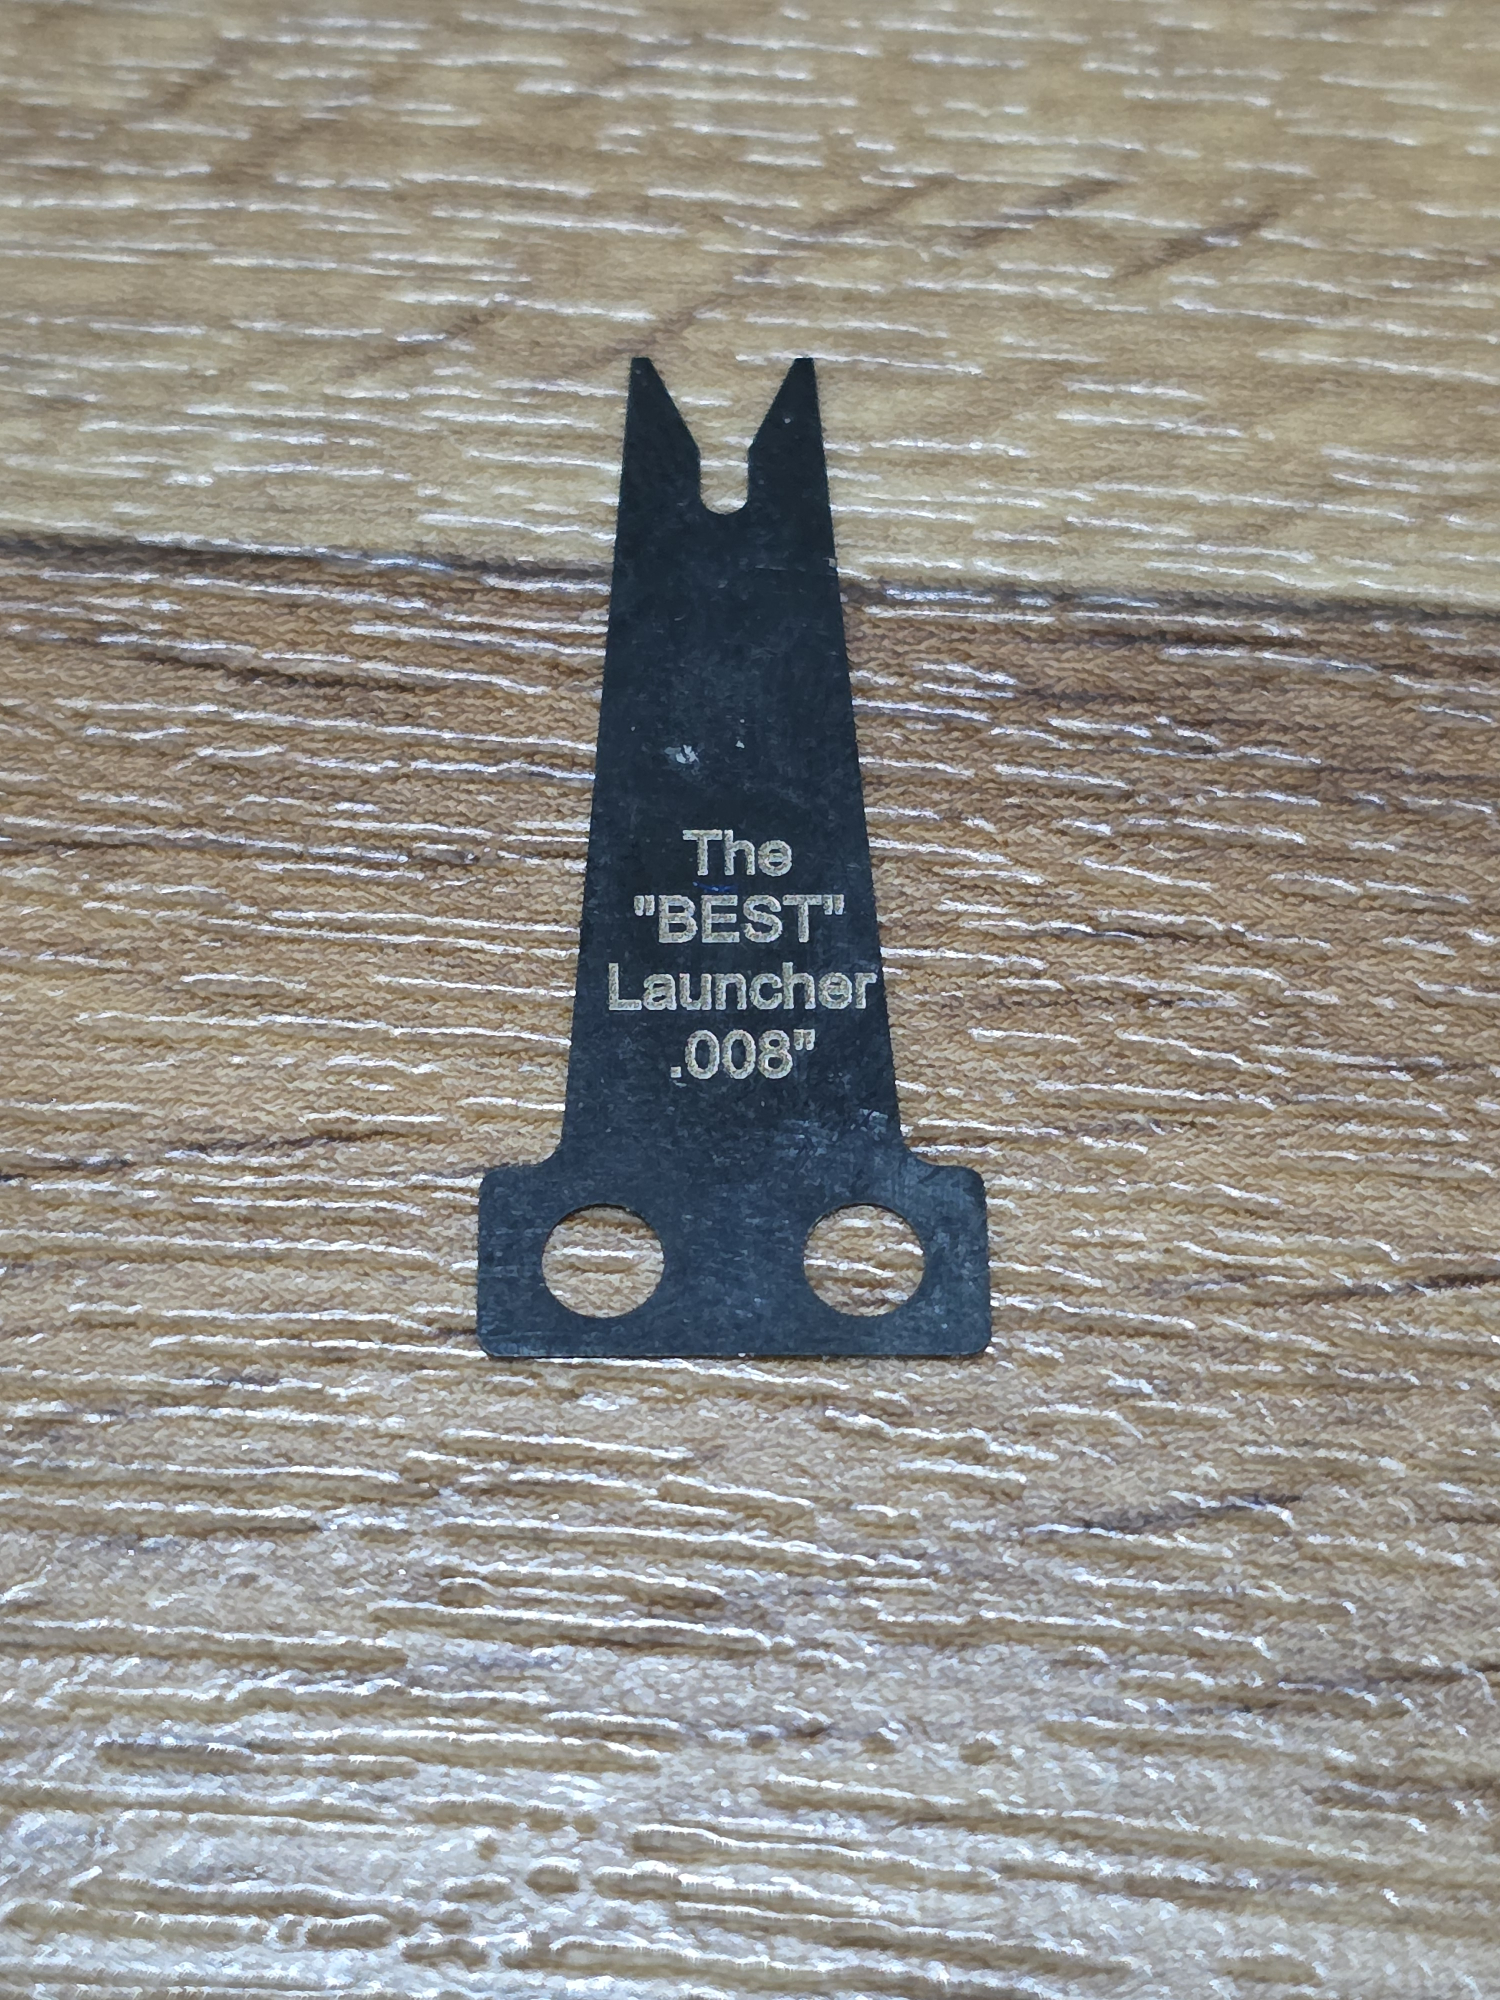 The
"BEST"
Launcher
.008"